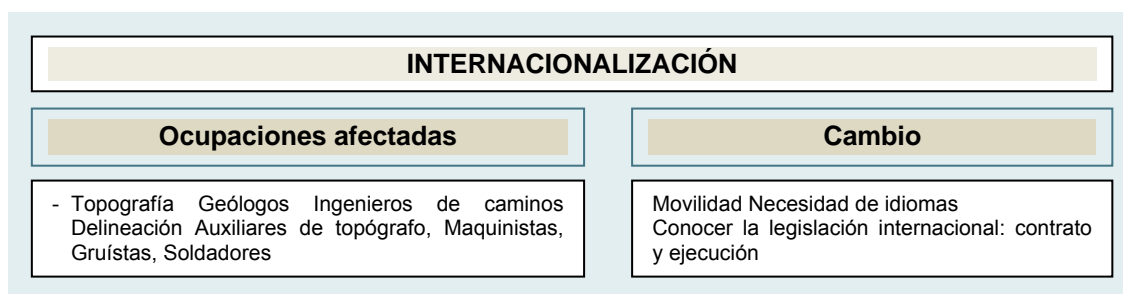 INTERNACIONALIZACIÓN
Ocupaciones afectadas
- Topografía Geólogos Ingenieros de caminos
Delineación Auxiliares de topógrafo, Maquinistas,
Gruístas, Soldadores
Cambio
Movilidad Necesidad de idiomas
Conocer la legislación internacional: contrato
y ejecución